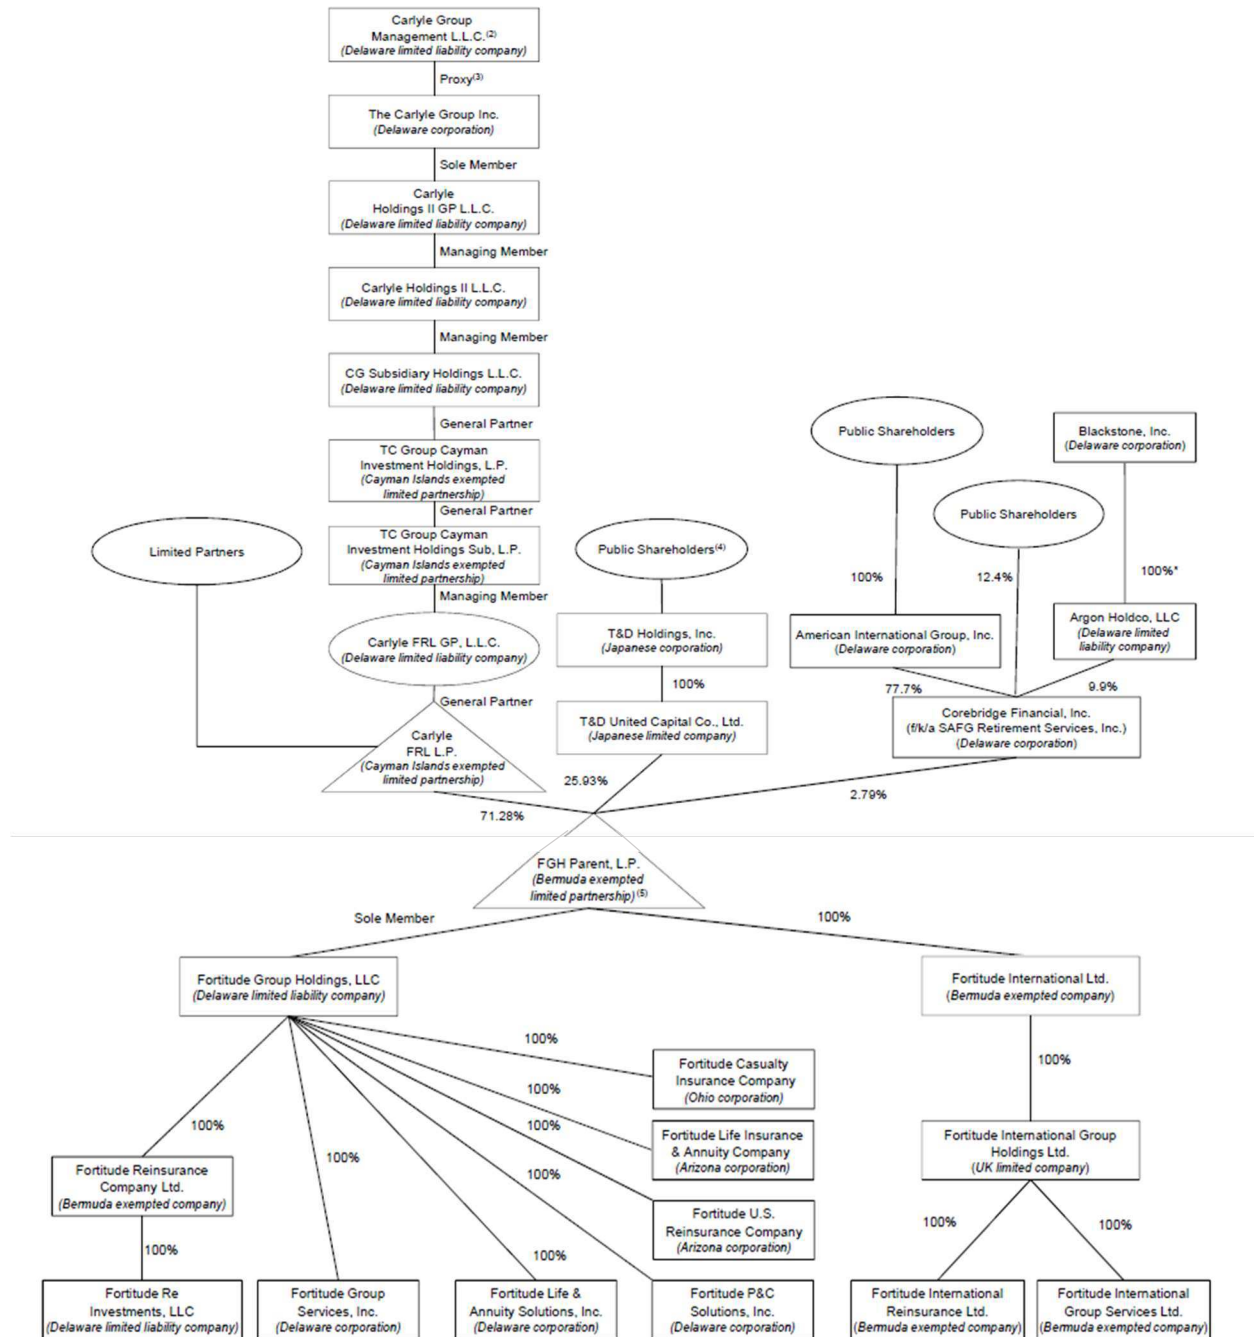 Carlyle Group
Management L.L.C.(2)
(Delaware limited liability company)
Proxy(3)
The Carlyle Group Inc.
(Delaware corporation)
Sole Member
Carlyle
Holdings II GP L.L.C.
(Delaware limited liability company)
Managing Member
Carlyle Holdings II L.L.C.
(Delaware limited liability company)
Managing Member
CG Subsidiary Holdings L.L.C.
(Delaware limited liability company)
General Partner
TC Group Cayman
Investment Holdings, L.P.
(Cayman Islands exempted
limited partnership)
General Partner
TC Group Cayman
Investment Holdings Sub, L.P.
(Cayman Islands exempted
limited partnership)
Managing Member
Carlyle FRL GP, L.L.C.
(Delaware limited liability company)
General Partner
Carlyle
FRL L.P.
(Cayman Islands exempted
limited partnership)
Limited Partners
71.28%
Public Shareholders(4)
T&D Holdings, Inc.
(Japanese corporation)
100%
T&D United Capital Co., Ltd.
(Japanese limited company)
25.93%
Public Shareholders
100%
American International Group, Inc.
(Delaware corporation)
77.7%
Public Shareholders
12.4%
Blackstone, Inc.
(Delaware corporation)
100%*
Argon Holdco, LLC
(Delaware limited
liability company)
9.9%
Corebridge Financial, Inc.
(f/k/a SAFG Retirement Services, Inc.)
(Delaware corporation)
2.79%
FGH Parent, L.P.
(Bermuda exempted
limited partnership)(5)
Sole Member
100%
Fortitude Group Holdings, LLC
(Delaware limited liability company)
Fortitude International Ltd.
(Bermuda exempted company)
100%
Fortitude Casualty
Insurance Company
(Ohio corporation)
100%
Fortitude Life Insurance
& Annuity Company
(Arizona corporation)
100%
Fortitude U.S.
Reinsurance Company
(Arizona corporation)
100%
Fortitude P&C
Solutions, Inc.
(Delaware corporation)
100%
Fortitude Life &
Annuity Solutions, Inc.
(Delaware corporation)
100%
Fortitude Group
Services, Inc.
(Delaware corporation)
100%
Fortitude Reinsurance
Company Ltd.
(Bermuda exempted company)
100%
Fortitude Re
Investments, LLC
(Delaware limited liability company)
100%
Fortitude International Group
Holdings Ltd.
(UK limited company)
100%
100%
Fortitude International
Reinsurance Ltd.
(Bermuda exempted company)
Fortitude International
Group Services Ltd.
(Bermuda exempted company)